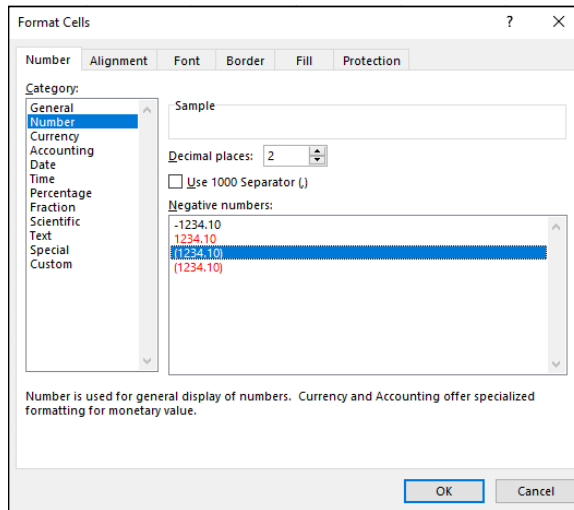 Format Cells ? ×
Number Alignment Font Border Fill Protection
Category:
General
Number
Currency
Accounting
Date
Time
Percentage
Fraction
Scientific
Text
Special
Custom
Sample
Decimal places: 2
Use 1000 Separator (,)
Negative numbers:
-1234.10
1234.10
(1234.10)
(1234.10)
Number is used for general display of numbers. Currency and Accounting offer specialized
formatting for monetary value.
OK Cancel